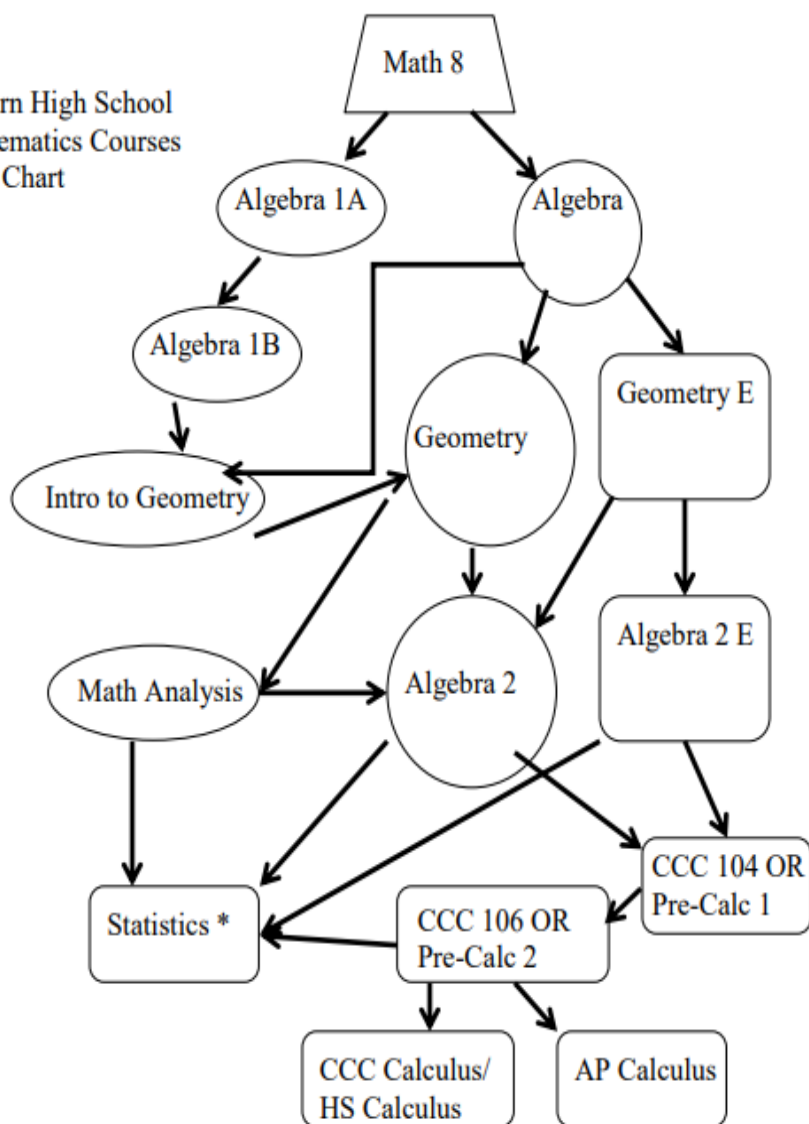 Math 8
High School
Mathematics Courses
Chart
Algebra 1A
Algebra
Algebra 1B
Geometry E
Geometry
Intro to Geometry
Algebra 2 E
Math Analysis
Algebra 2
CCC 104 OR
Pre-Calc 1
Statistics *
CCC 106 OR
Pre-Calc 2
CCC Calculus/
HS Calculus
AP Calculus